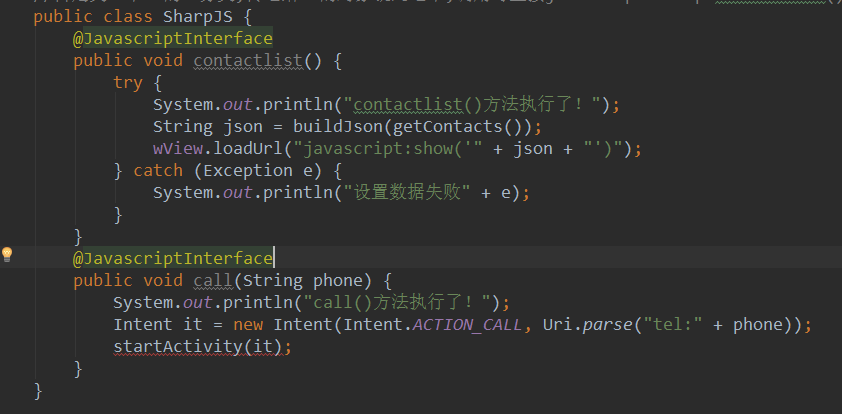 public class SharpJS {
@JavascriptInterface
public void contactlist() {
try {
System.out.println("contactlist()方法执行了！");
String json = buildJson(getContacts());
wView.loadUrl("javascript:show('" + json + "')");
} catch (Exception e) {
System.out.println("设置数据失败" + e);
}
}
@JavascriptInterface
public void call(String phone) {
System.out.println("call()方法执行了！");
Intent it = new Intent(Intent.ACTION_CALL, Uri.parse("tel:" + phone));
startActivity(it);
}
}